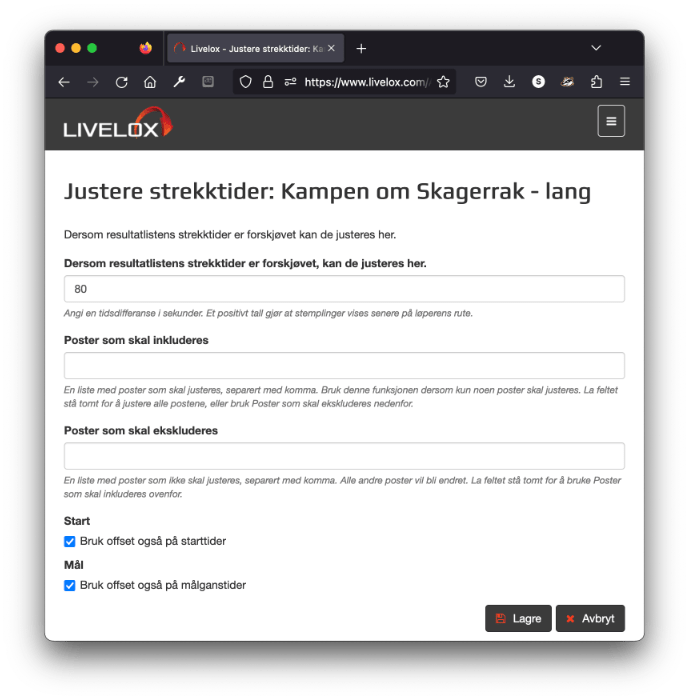 Livelox - Justere strekktider: Ka
https://www.livelox.com/
S
LIVELOX
Justere strekktider: Kampen om Skagerrak - lang
Dersom resultatlistens strekktider er forskjøvet kan de justeres her.
Dersom resultatlistens strekktider er forskjøvet, kan de justeres her.
80
Angi en tidsdifferanse i sekunder. Et positivt tall gjør at stemplinger vises senere på løperens rute.
Poster som skal inkluderes
En liste med poster som skal justeres, separert med komma. Bruk denne funksjonen dersom kun noen poster skal justeres. La feltet
stå tomt for å justere alle postene, eller bruk Poster som skal ekskluderes nedenfor.
Poster som skal ekskluderes
En liste med poster som ikke skal justeres, separert med komma. Alle andre poster vil bli endret. La feltet stå tomt for å bruke Poster
som skal inkluderes ovenfor.
Start
Bruk offset også på starttider
Mål
Bruk offset også på målganstider
Lagre
Avbryt